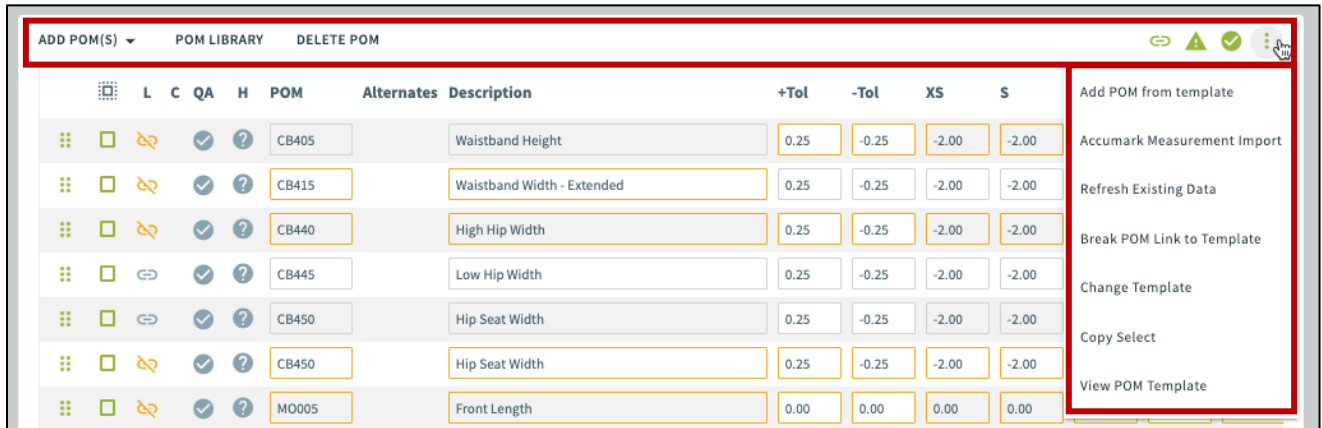 ADD POM(S) POM LIBRARY DELETE POM
L C QA H POM Alternates Description +Tol -Tol XS S
CB405 Waistband Height 0.25 -0.25 -2.00 -2.00
CB415 Waistband Width - Extended 0.25 -0.25 -2.00 -2.00
CB440 High Hip Width 0.25 -0.25 -2.00 -2.00
CB445 Low Hip Width 0.25 -0.25 -2.00 -2.00
CB450 Hip Seat Width 0.25 -0.25 -2.00 -2.00
CB450 Hip Seat Width 0.25 -0.25 -2.00 -2.00
MO005 Front Length 0.00 0.00 0.00 0.00
Add POM from template
Accumark Measurement Import
Refresh Existing Data
Break POM Link to Template
Change Template
Copy Select
View POM Template